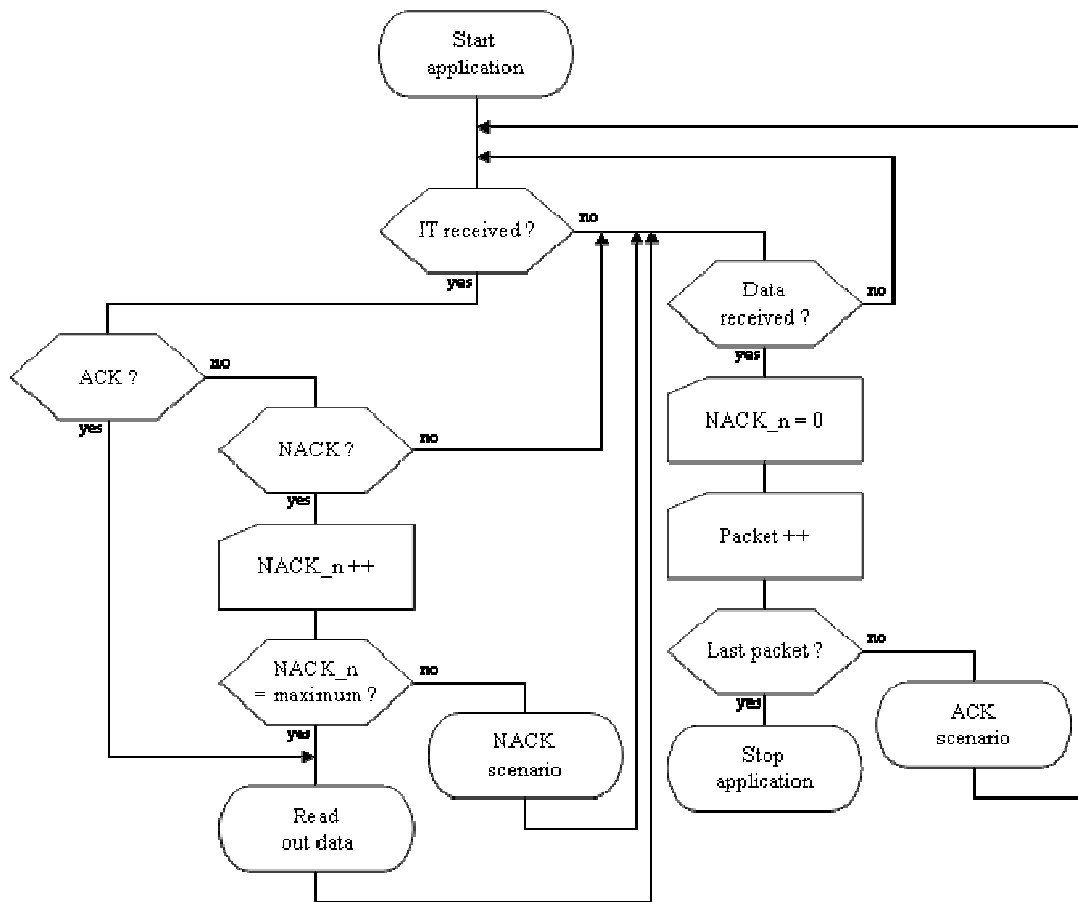 Start
application
IT received ?
no
yes
Data
received ?
no
yes
ACK ?
no
yes
NACK_n = 0
NACK ?
no
yes
Packet ++
NACK_n ++
Last packet ?
no
yes
NACK_n
= maximum ?
no
yes
ACK
scenario
NACK
scenario
Stop
application
Read
out data